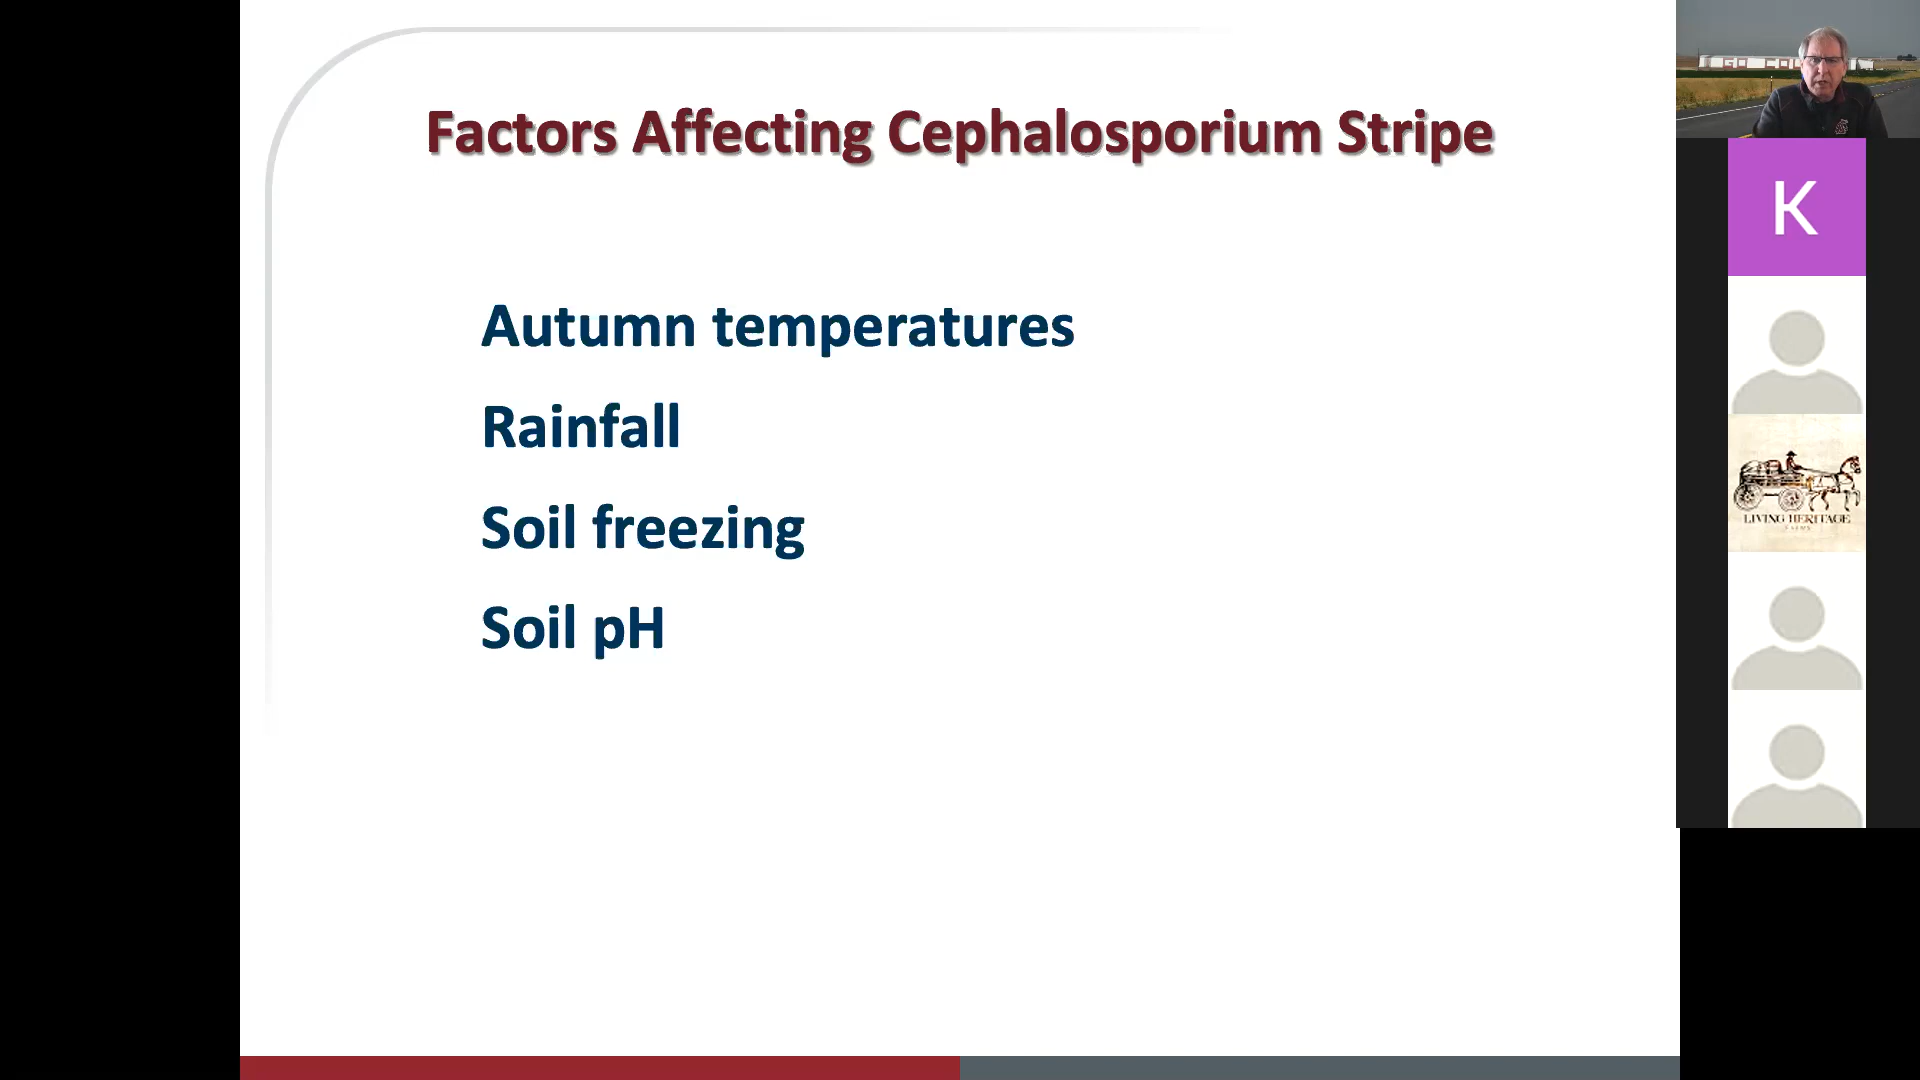 Factors Affecting Cephalosporium Stripe
Autumn temperatures
Rainfall
Soil freezing
Soil pH
K
LIVING HERITAGE